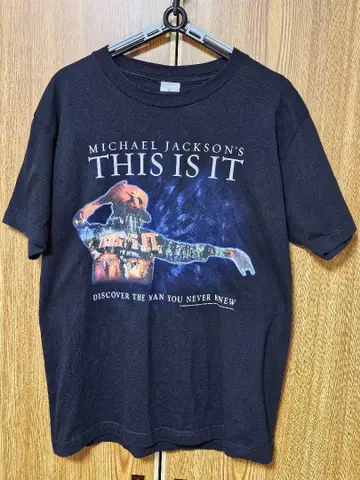 MICHAEL JACKSON'S
THIS IS IT
DISCOVER THE MAN YOU NEVER KNEW